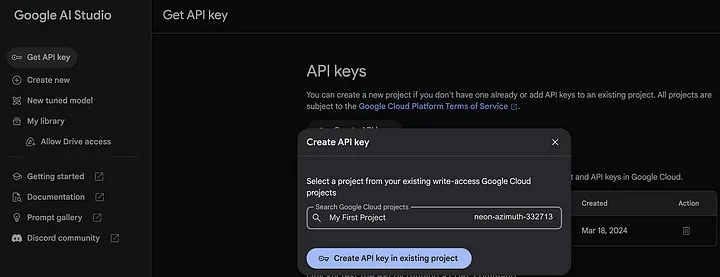 Google AI Studio
Get API key
Create new
New tuned model
My library
Allow Drive access
Getting started
Documentation
Prompt gallery
Discord community
Get API key
API keys
You can create a new project if you don't have one already or add API keys to an existing project. All projects are
subject to the Google Cloud Platform Terms of Service.
Create API key
Select a project from your existing write-access Google Cloud
projects
Search Google Cloud projects
My First Project neon-azimuth-332713
Create API key in existing project
t and API keys in Google Cloud.
Created Action
Mar 18, 2024